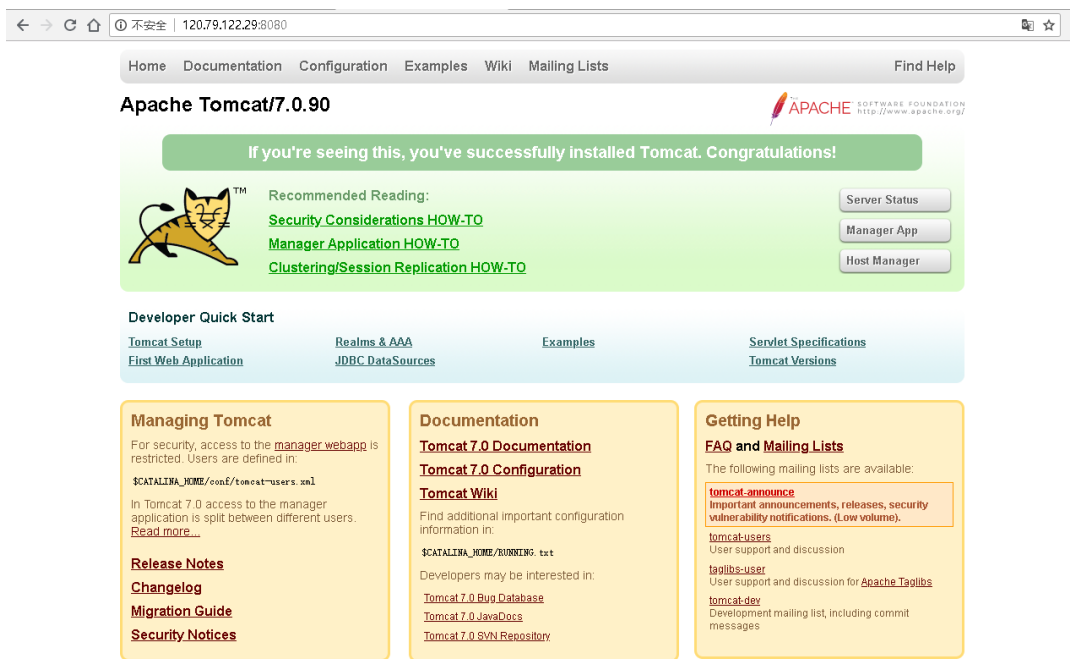 不安全 | 120.79.122.29:8080
Home Documentation Configuration Examples Wiki Mailing Lists Find Help
Apache Tomcat/7.0.90
APACHE SOFTWARE FOUNDATION
http://www.apache.org/
If you're seeing this, you've successfully installed Tomcat. Congratulations!
TM
Recommended Reading:
Security Considerations HOW-TO
Manager Application HOW-TO
Clustering/Session Replication HOW-TO
Server Status
Manager App
Host Manager
Developer Quick Start
Tomcat Setup
First Web Application
Realms & AAA
JDBC DataSources
Examples
Servlet Specifications
Tomcat Versions
Managing Tomcat
For security, access to the manager webapp is
restricted. Users are defined in:
$CATALINA_HOME/conf/tomcat-users.xml
In Tomcat 7.0 access to the manager
application is split between different users.
Read more...
Release Notes
Changelog
Migration Guide
Security Notices
Documentation
Tomcat 7.0 Documentation
Tomcat 7.0 Configuration
Tomcat Wiki
Find additional important configuration
information in:
$CATALINA_HOME/RUNNING.txt
Developers may be interested in:
Tomcat 7.0 Bug Database
Tomcat 7.0 JavaDocs
Tomcat 7.0 SVN Repository
Getting Help
FAQ and Mailing Lists
The following mailing lists are available:
tomcat-announce
Important announcements, releases, security
vulnerability notifications. (Low volume).
tomcat-users
User support and discussion
taglibs-user
User support and discussion for Apache Taglibs
tomcat-dev
Development mailing list, including commit
messages